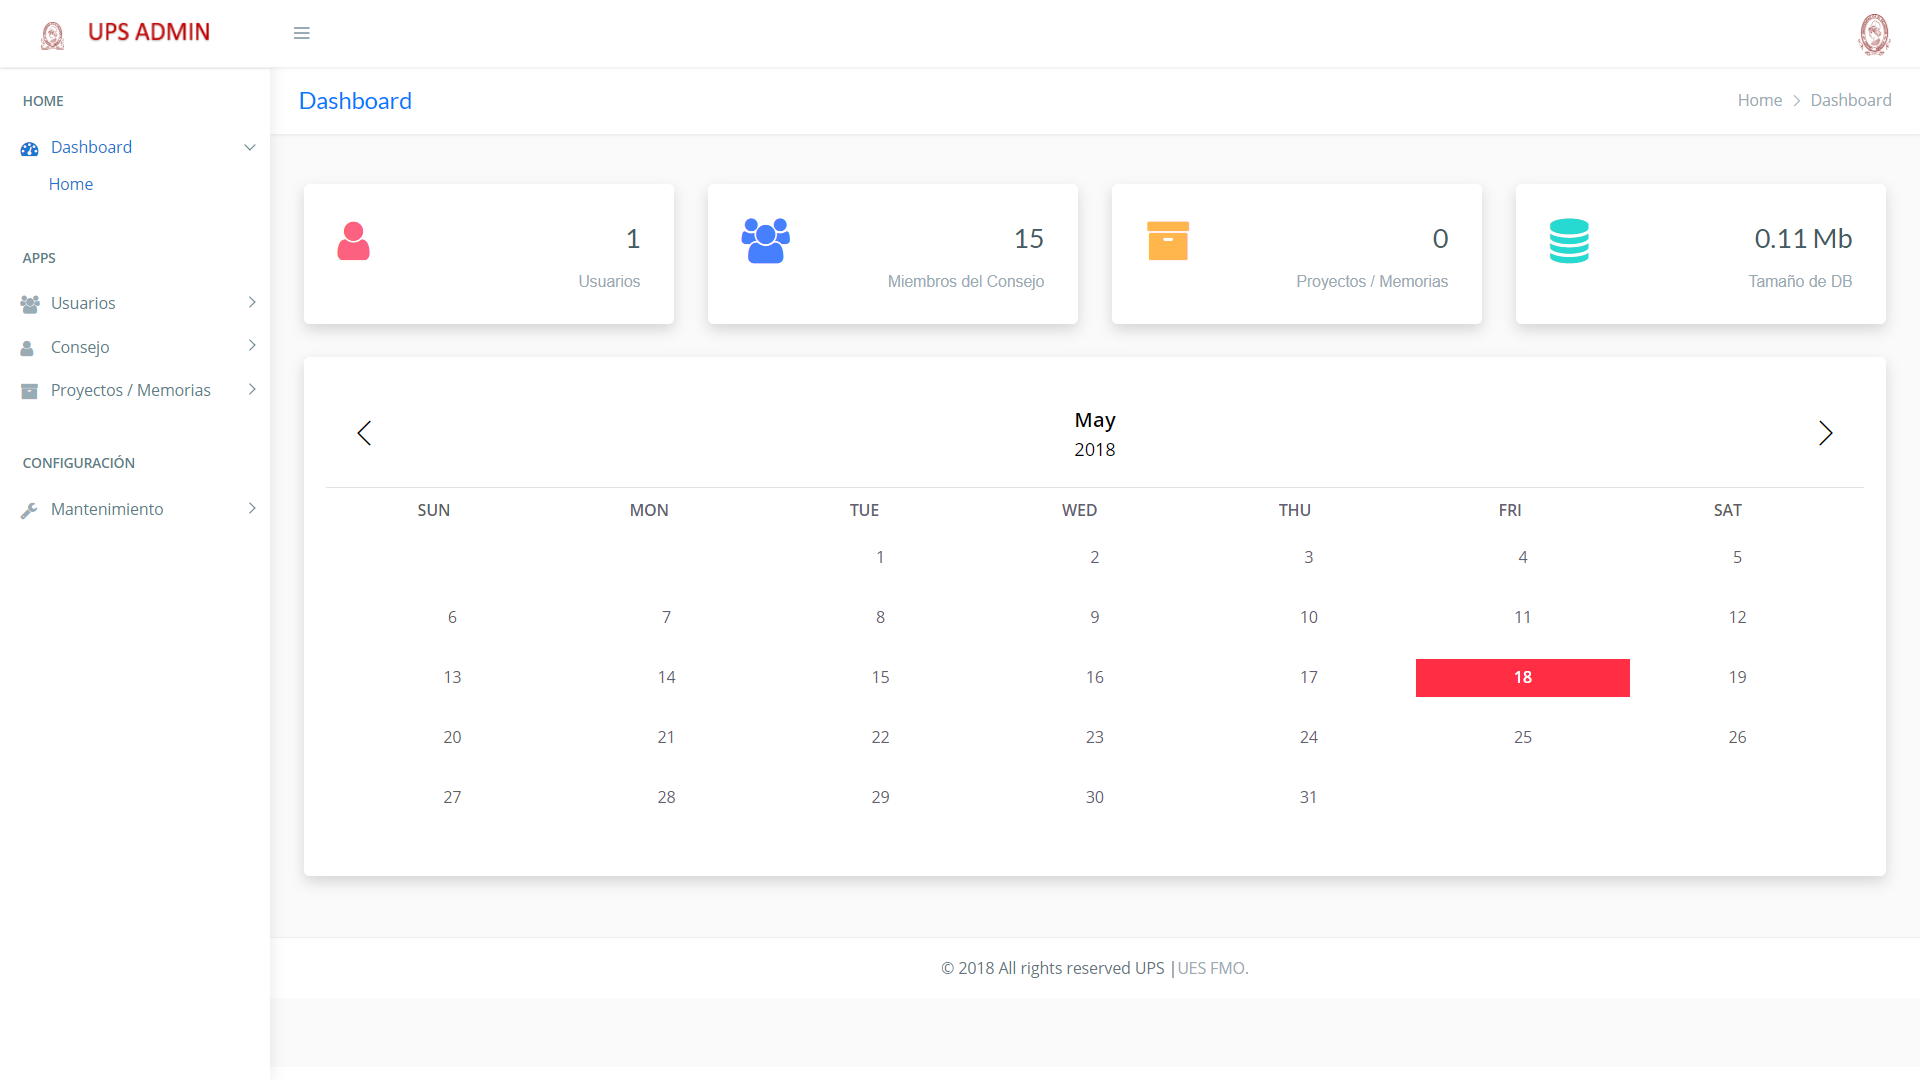 UPS ADMIN
HOME
Dashboard
Home
APPS
Usuarios
Consejo
Proyectos / Memorias
CONFIGURACIÓN
Mantenimiento
Dashboard
Home
Dashboard
1
Usuarios
15
Miembros del Consejo
0
Proyectos / Memorias
0.11 Mb
Tamaño de DB
May
2018
SUN MON TUE WED THU FRI SAT
1 2 3 4 5
6 7 8 9 10 11 12
13 14 15 16 17 18 19
20 21 22 23 24 25 26
27 28 29 30 31
© 2018 All rights reserved UPS |UES FMO.